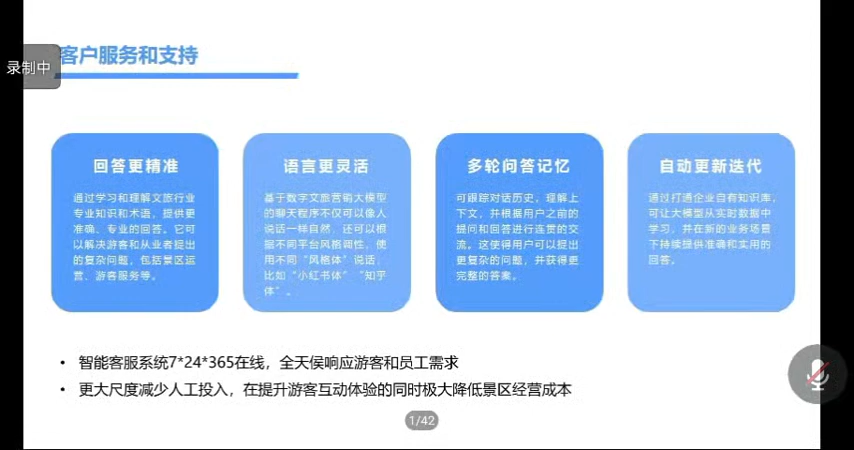 客户服务和支持
录制中
回答更精准
通过学习和理解文旅行业
专业知识和术语，提供更
准确、专业的回答。它可
以解决游客和从业者提出
的复杂问题，包括景区运
营、游客服务等。
语言更灵活
基于数字文旅营销大模型
的聊天程序不仅可以像人
说话一样自然，还可以根
据不同平台风格调性，使
用不同“风格体”说话，
比如“小红书体”“知乎
体”。
多轮问答记忆
可跟踪对话历史，理解上
下文，并根据用户之前的
提问和回答进行连贯的交
流。这使得用户可以提出
更复杂的问题，并获得更
完整的答案。
自动更新迭代
通过打通企业自有知识库，
可让大模型从实时数据中
学习，并在新的业务场景
下持续提供准确和实用的
回答。
• 智能客服系统7*24*365在线，全天侯响应游客和员工需求
• 更大尺度减少人工投入，在提升游客互动体验的同时极大降低景区经营成本
1/42